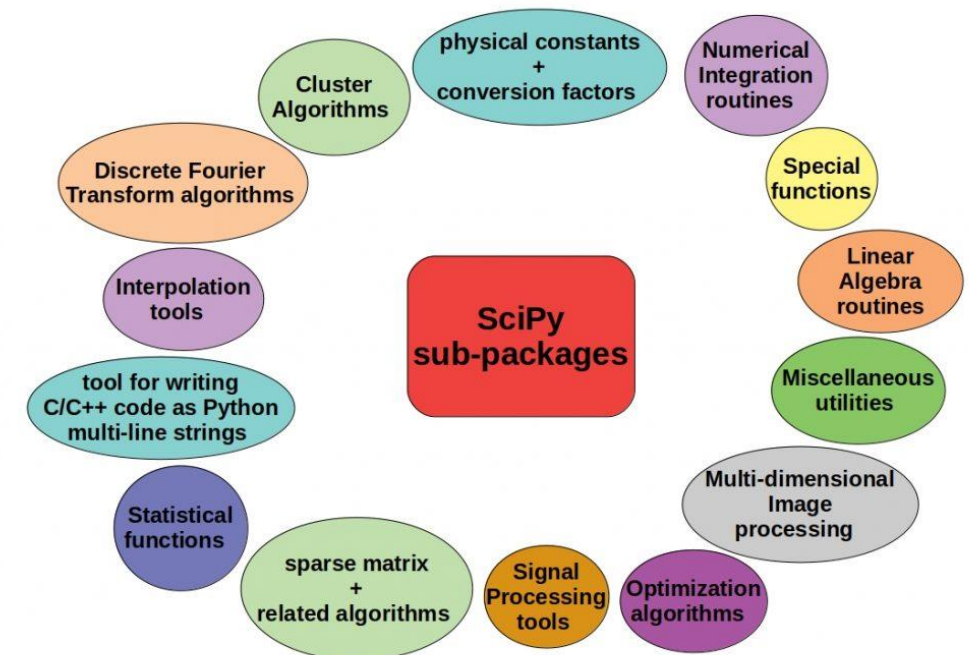 physical constants
+
conversion factors
Numerical
Integration
routines
Special
functions
Linear
Algebra
routines
Miscellaneous
utilities
Multi-dimensional
Image
processing
Optimization
algorithms
Signal
Processing
tools
sparse matrix
+
related algorithms
Statistical
functions
tool for writing
C/C++ code as Python
multi-line strings
Interpolation
tools
Discrete Fourier
Transform algorithms
Cluster
Algorithms
SciPy
sub-packages